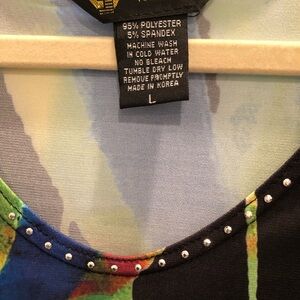 95% POLYESTER
5% SPANDEX
MACHINE WASH
IN COLD WATER
NO BLEACH
TUMBLE DRY LOW
REMOVE PROMPTLY
MADE IN KOREA
L